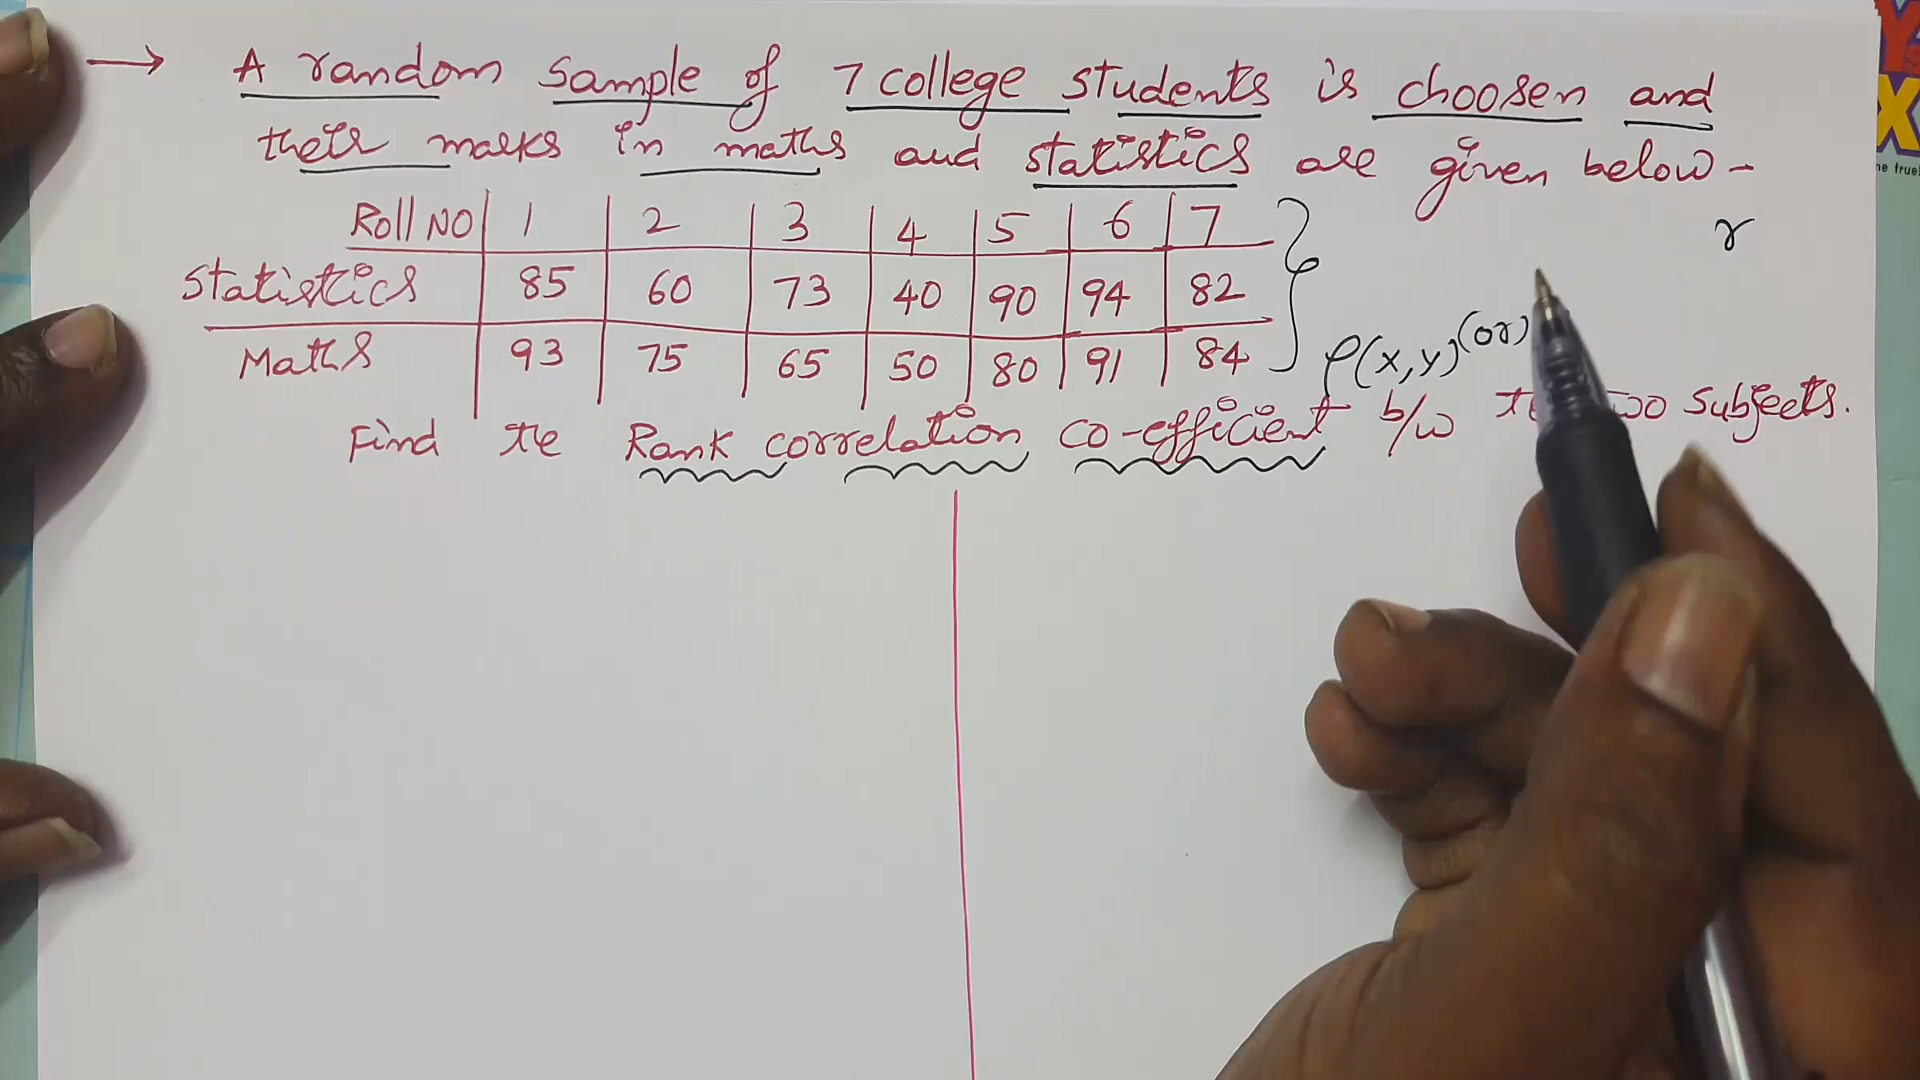 → A random sample of 7 college students is choosen and
their marks in maths and statistics are given below -
Roll NO 1 2 3 4 5 6 7
Statistics 85 60 73 40 90 94 82
Maths 93 75 65 50 80 91 84
r
ρ(x,y) (or)
Find the Rank correlation co-efficient b/w subjects.
Y's
X
he true